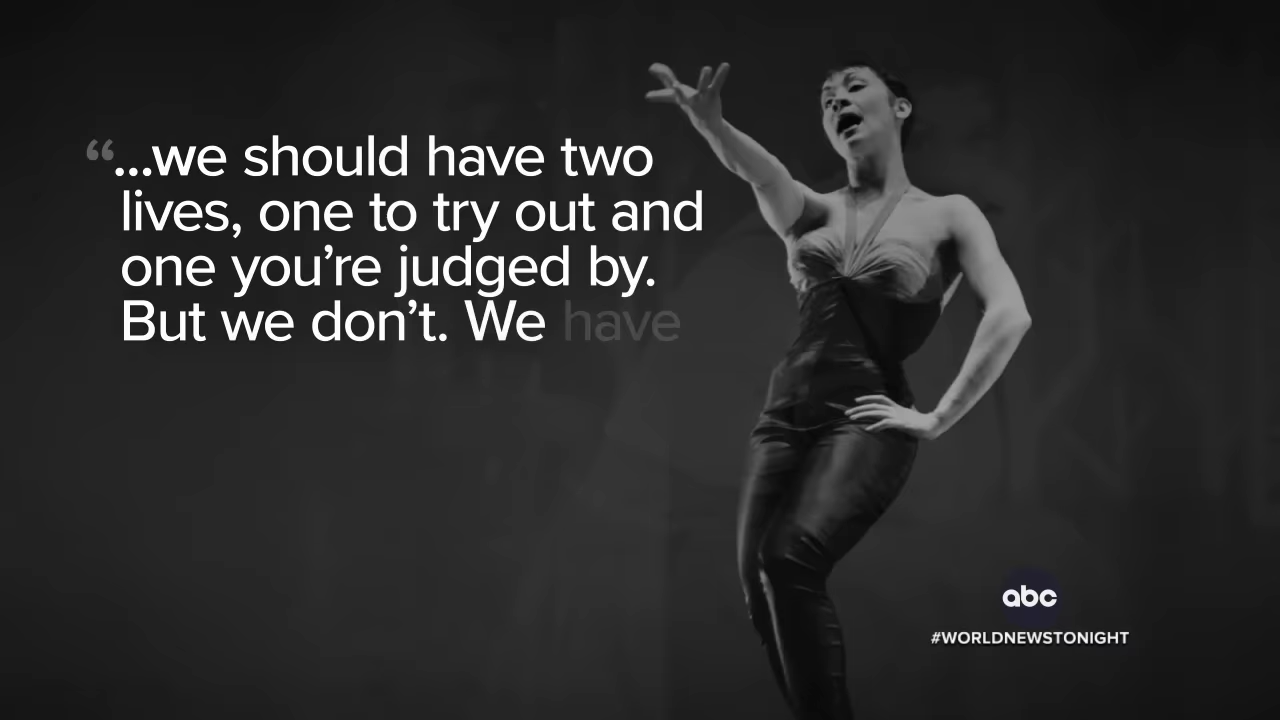 “...we should have two
lives, one to try out and
one you’re judged by.
But we don’t. We have
abc
#WORLDNEWSTONIGHT